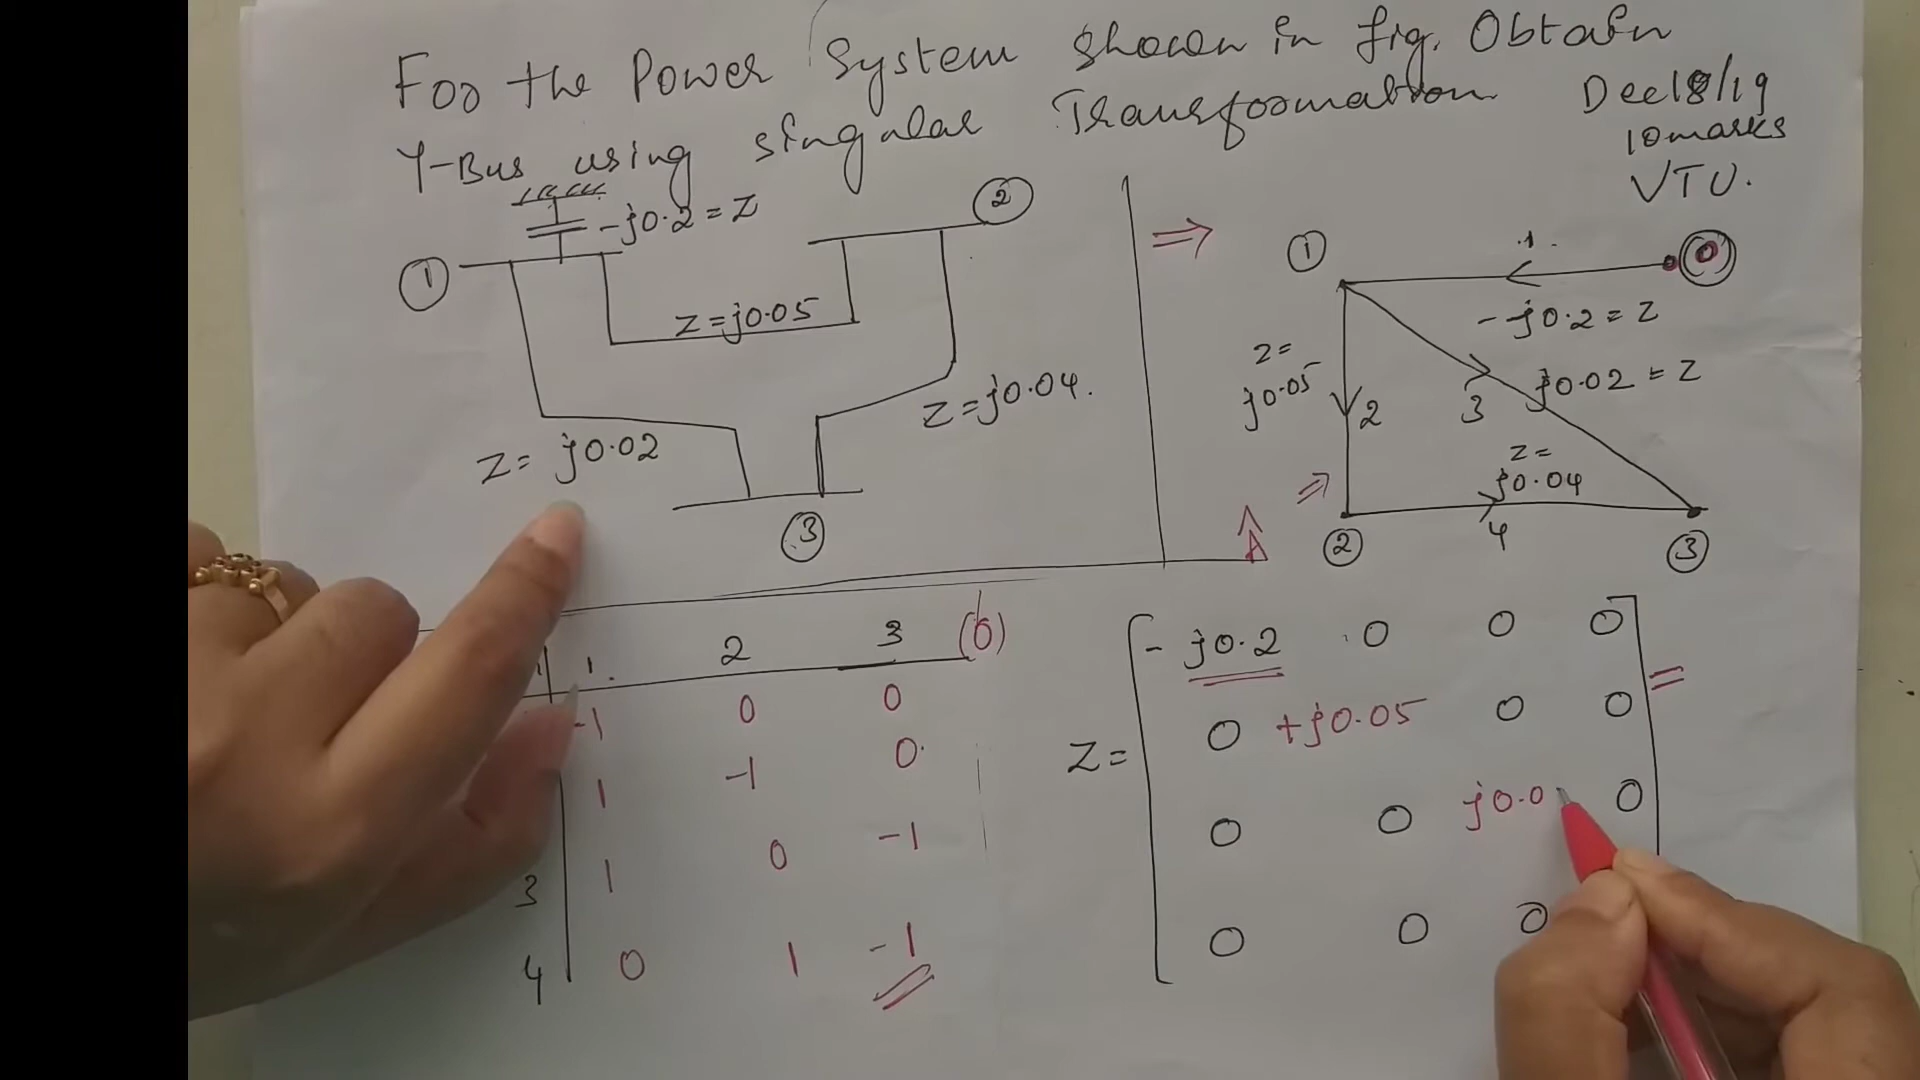 For the Power System shown in fig. Obtain
Y-Bus using singular Transformation. Dec18/19
10marks
VTU.
-j0.2=Z
1
2
Z=j0.05
Z=j0.04.
Z= j0.02
3
⇒
1
1.
0
-j0.2=Z
Z=
j0.05
2
j0.02=Z
3
Z=
j0.04
4
2
3
1. 2 3 (b)
-1 0 0
1 -1 0.
3 1 0 -1
4 0 1 -1
Z=
-j0.2 0 0 0
0 +j0.05 0 0
0 0 j0.0 0
0 0 0
=